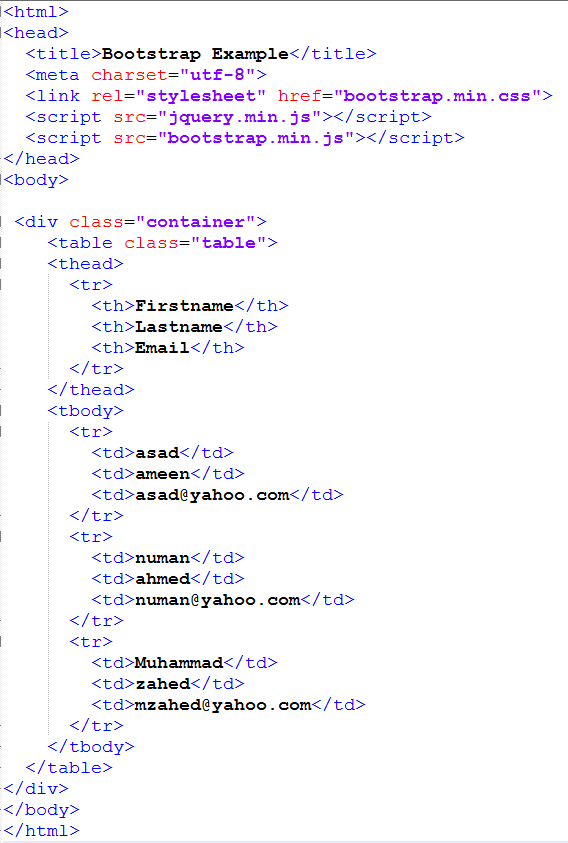 <html>
<head>
  <title>Bootstrap Example</title>
  <meta charset="utf-8">
  <link rel="stylesheet" href="bootstrap.min.css">
  <script src="jquery.min.js"></script>
  <script src="bootstrap.min.js"></script>
</head>
<body>

 <div class="container">
    <table class="table">
    <thead>
      <tr>
        <th>Firstname</th>
        <th>Lastname</th>
        <th>Email</th>
      </tr>
    </thead>
    <tbody>
      <tr>
        <td>asad</td>
        <td>ameen</td>
        <td>asad@yahoo.com</td>
      </tr>
      <tr>
        <td>numan</td>
        <td>ahmed</td>
        <td>numan@yahoo.com</td>
      </tr>
      <tr>
        <td>Muhammad</td>
        <td>zahed</td>
        <td>mzahed@yahoo.com</td>
      </tr>
    </tbody>
  </table>
</div>
</body>
</html>